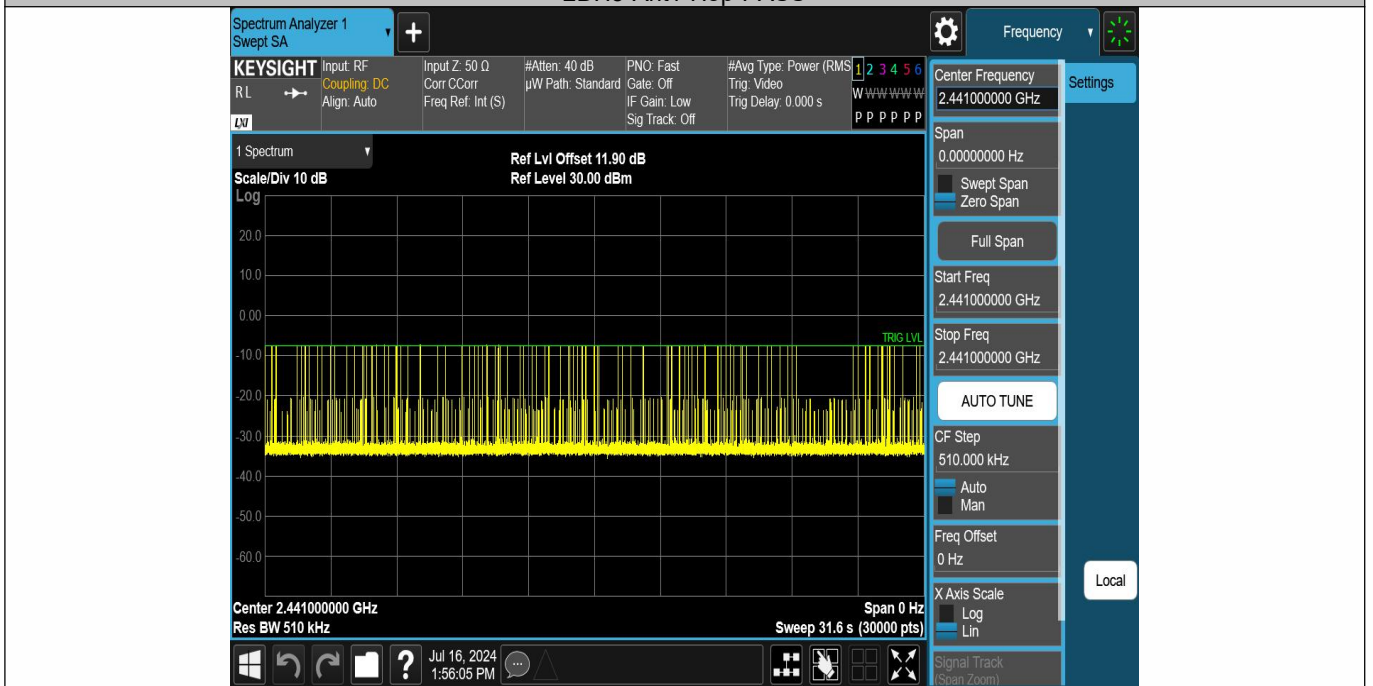 Spectrum Analyzer 1
Swept SA
Frequency
KEYSIGHT
RL
LXI
Input: RF
Coupling: DC
Align: Auto
Input Z: 50 Ω
Corr CCorr
Freq Ref: Int (S)
#Atten: 40 dB
µW Path: Standard
PNO: Fast
Gate: Off
IF Gain: Low
Sig Track: Off
#Avg Type: Power (RMS
Trig: Video
Trig Delay: 0.000 s
1 2 3 4 5 6
W W W W W W
P P P P P P
1 Spectrum
Scale/Div 10 dB
Ref Lvl Offset 11.90 dB
Ref Level 30.00 dBm
Log
20.0
10.0
0.00
TRIG LVL
-10.0
-20.0
-30.0
-40.0
-50.0
-60.0
Center 2.441000000 GHz
Res BW 510 kHz
Span 0 Hz
Sweep 31.6 s (30000 pts)
Jul 16, 2024
1:56:05 PM
Center Frequency
2.441000000 GHz
Settings
Span
0.00000000 Hz
Swept Span
Zero Span
Full Span
Start Freq
2.441000000 GHz
Stop Freq
2.441000000 GHz
AUTO TUNE
CF Step
510.000 kHz
Auto
Man
Freq Offset
0 Hz
X Axis Scale
Log
Lin
Signal Track
(Span Zoom)
Local